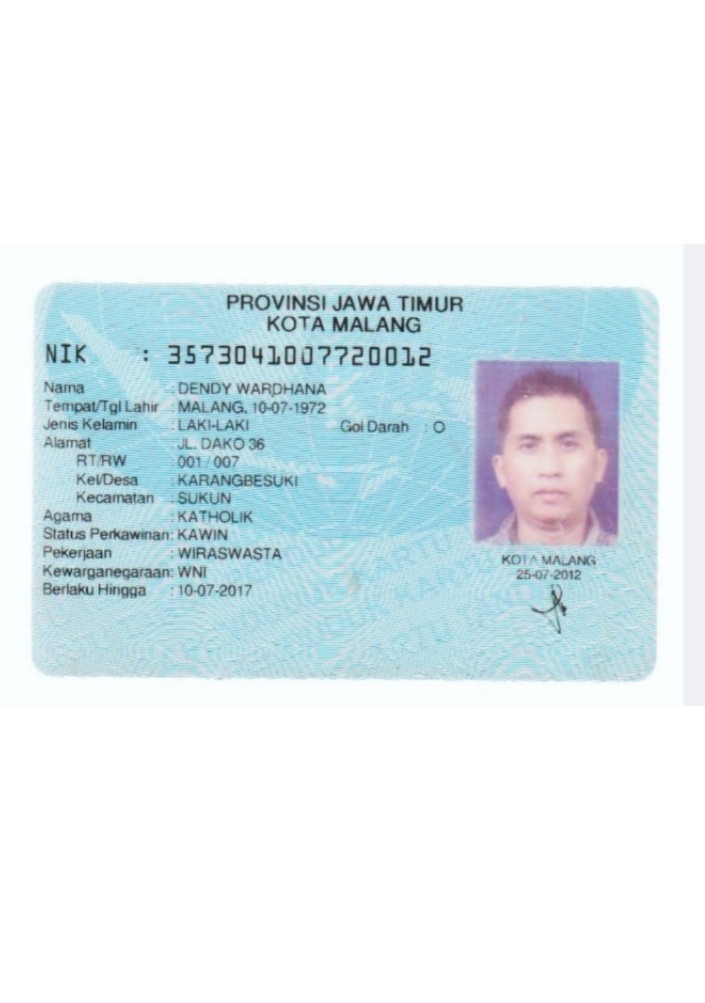 PROVINSI JAWA TIMUR
KOTA MALANG
NIK : 3573041007720012
Nama : DENDY WARDHANA
Tempat/Tgl Lahir : MALANG, 10-07-1972
Jenis Kelamin : LAKI-LAKI Gol Darah : O
Alamat : JL. DAKO 36
RT/RW : 001 / 007
Kel/Desa : KARANGBESUKI
Kecamatan : SUKUN
Agama : KATHOLIK
Status Perkawinan: KAWIN
Pekerjaan : WIRASWASTA
Kewarganegaraan: WNI
Berlaku Hingga : 10-07-2017
KOTA MALANG
25-07-2012